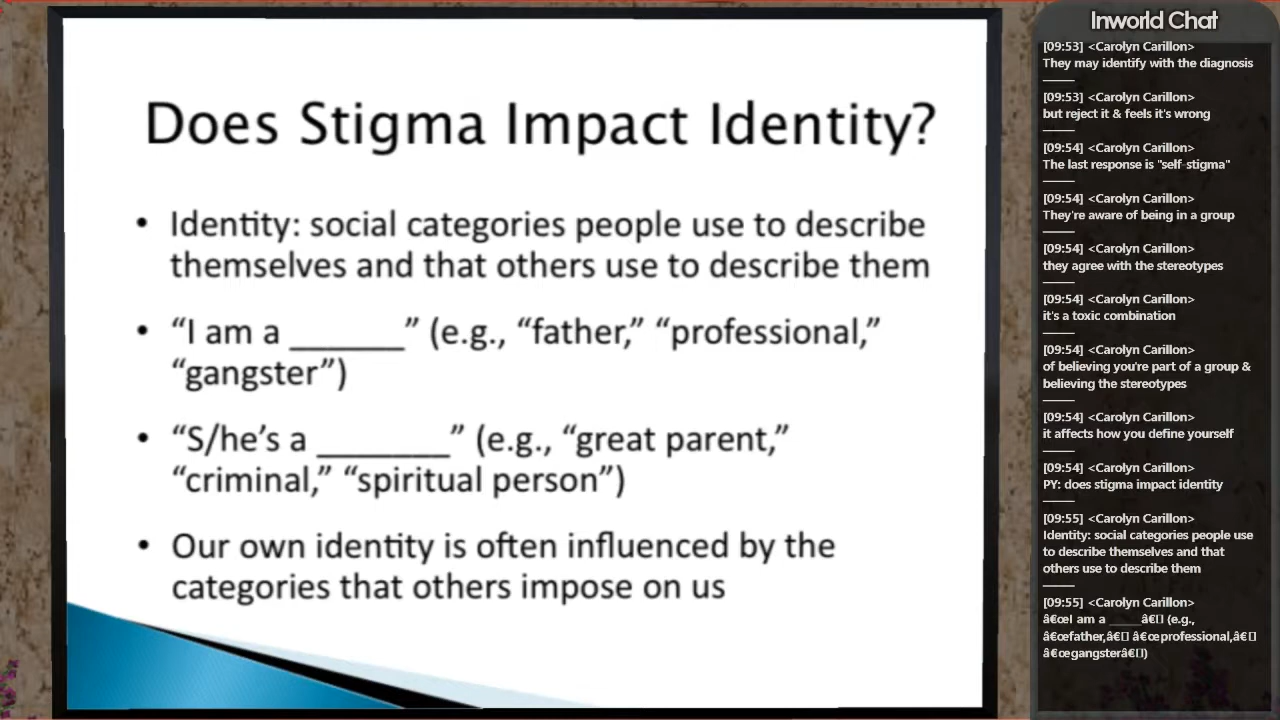 Does Stigma Impact Identity?
• Identity: social categories people use to describe
themselves and that others use to describe them
• “I am a ______” (e.g., “father,” “professional,”
“gangster”)
• “S/he’s a _______” (e.g., “great parent,”
“criminal,” “spiritual person”)
• Our own identity is often influenced by the
categories that others impose on us
Inworld Chat
[09:53] <Carolyn Carillon>
They may identify with the diagnosis
[09:53] <Carolyn Carillon>
but reject it & feels it's wrong
[09:54] <Carolyn Carillon>
The last response is "self-stigma"
[09:54] <Carolyn Carillon>
They're aware of being in a group
[09:54] <Carolyn Carillon>
they agree with the stereotypes
[09:54] <Carolyn Carillon>
it's a toxic combination
[09:54] <Carolyn Carillon>
of believing you're part of a group &
believing the stereotypes
[09:54] <Carolyn Carillon>
it affects how you define yourself
[09:54] <Carolyn Carillon>
PY: does stigma impact identity
[09:55] <Carolyn Carillon>
Identity: social categories people use
to describe themselves and that
others use to describe them
[09:55] <Carolyn Carillon>
â€œI am a _____â€▯ (e.g.,
â€œfather,â€▯ â€œprofessional,â€▯
â€œgangsterâ€▯)